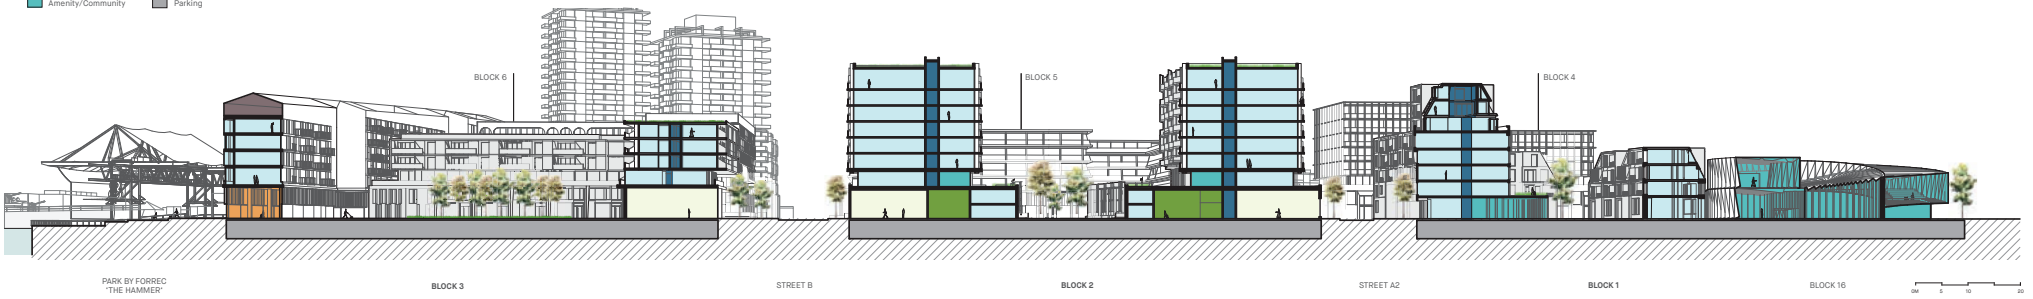 Amenity/Community
Parking
BLOCK 6
BLOCK 5
BLOCK 4
PARK BY FORREC
"THE HAMMER"
BLOCK 3
STREET B
BLOCK 2
STREET A2
BLOCK 1
BLOCK 16
0M 5 10 20